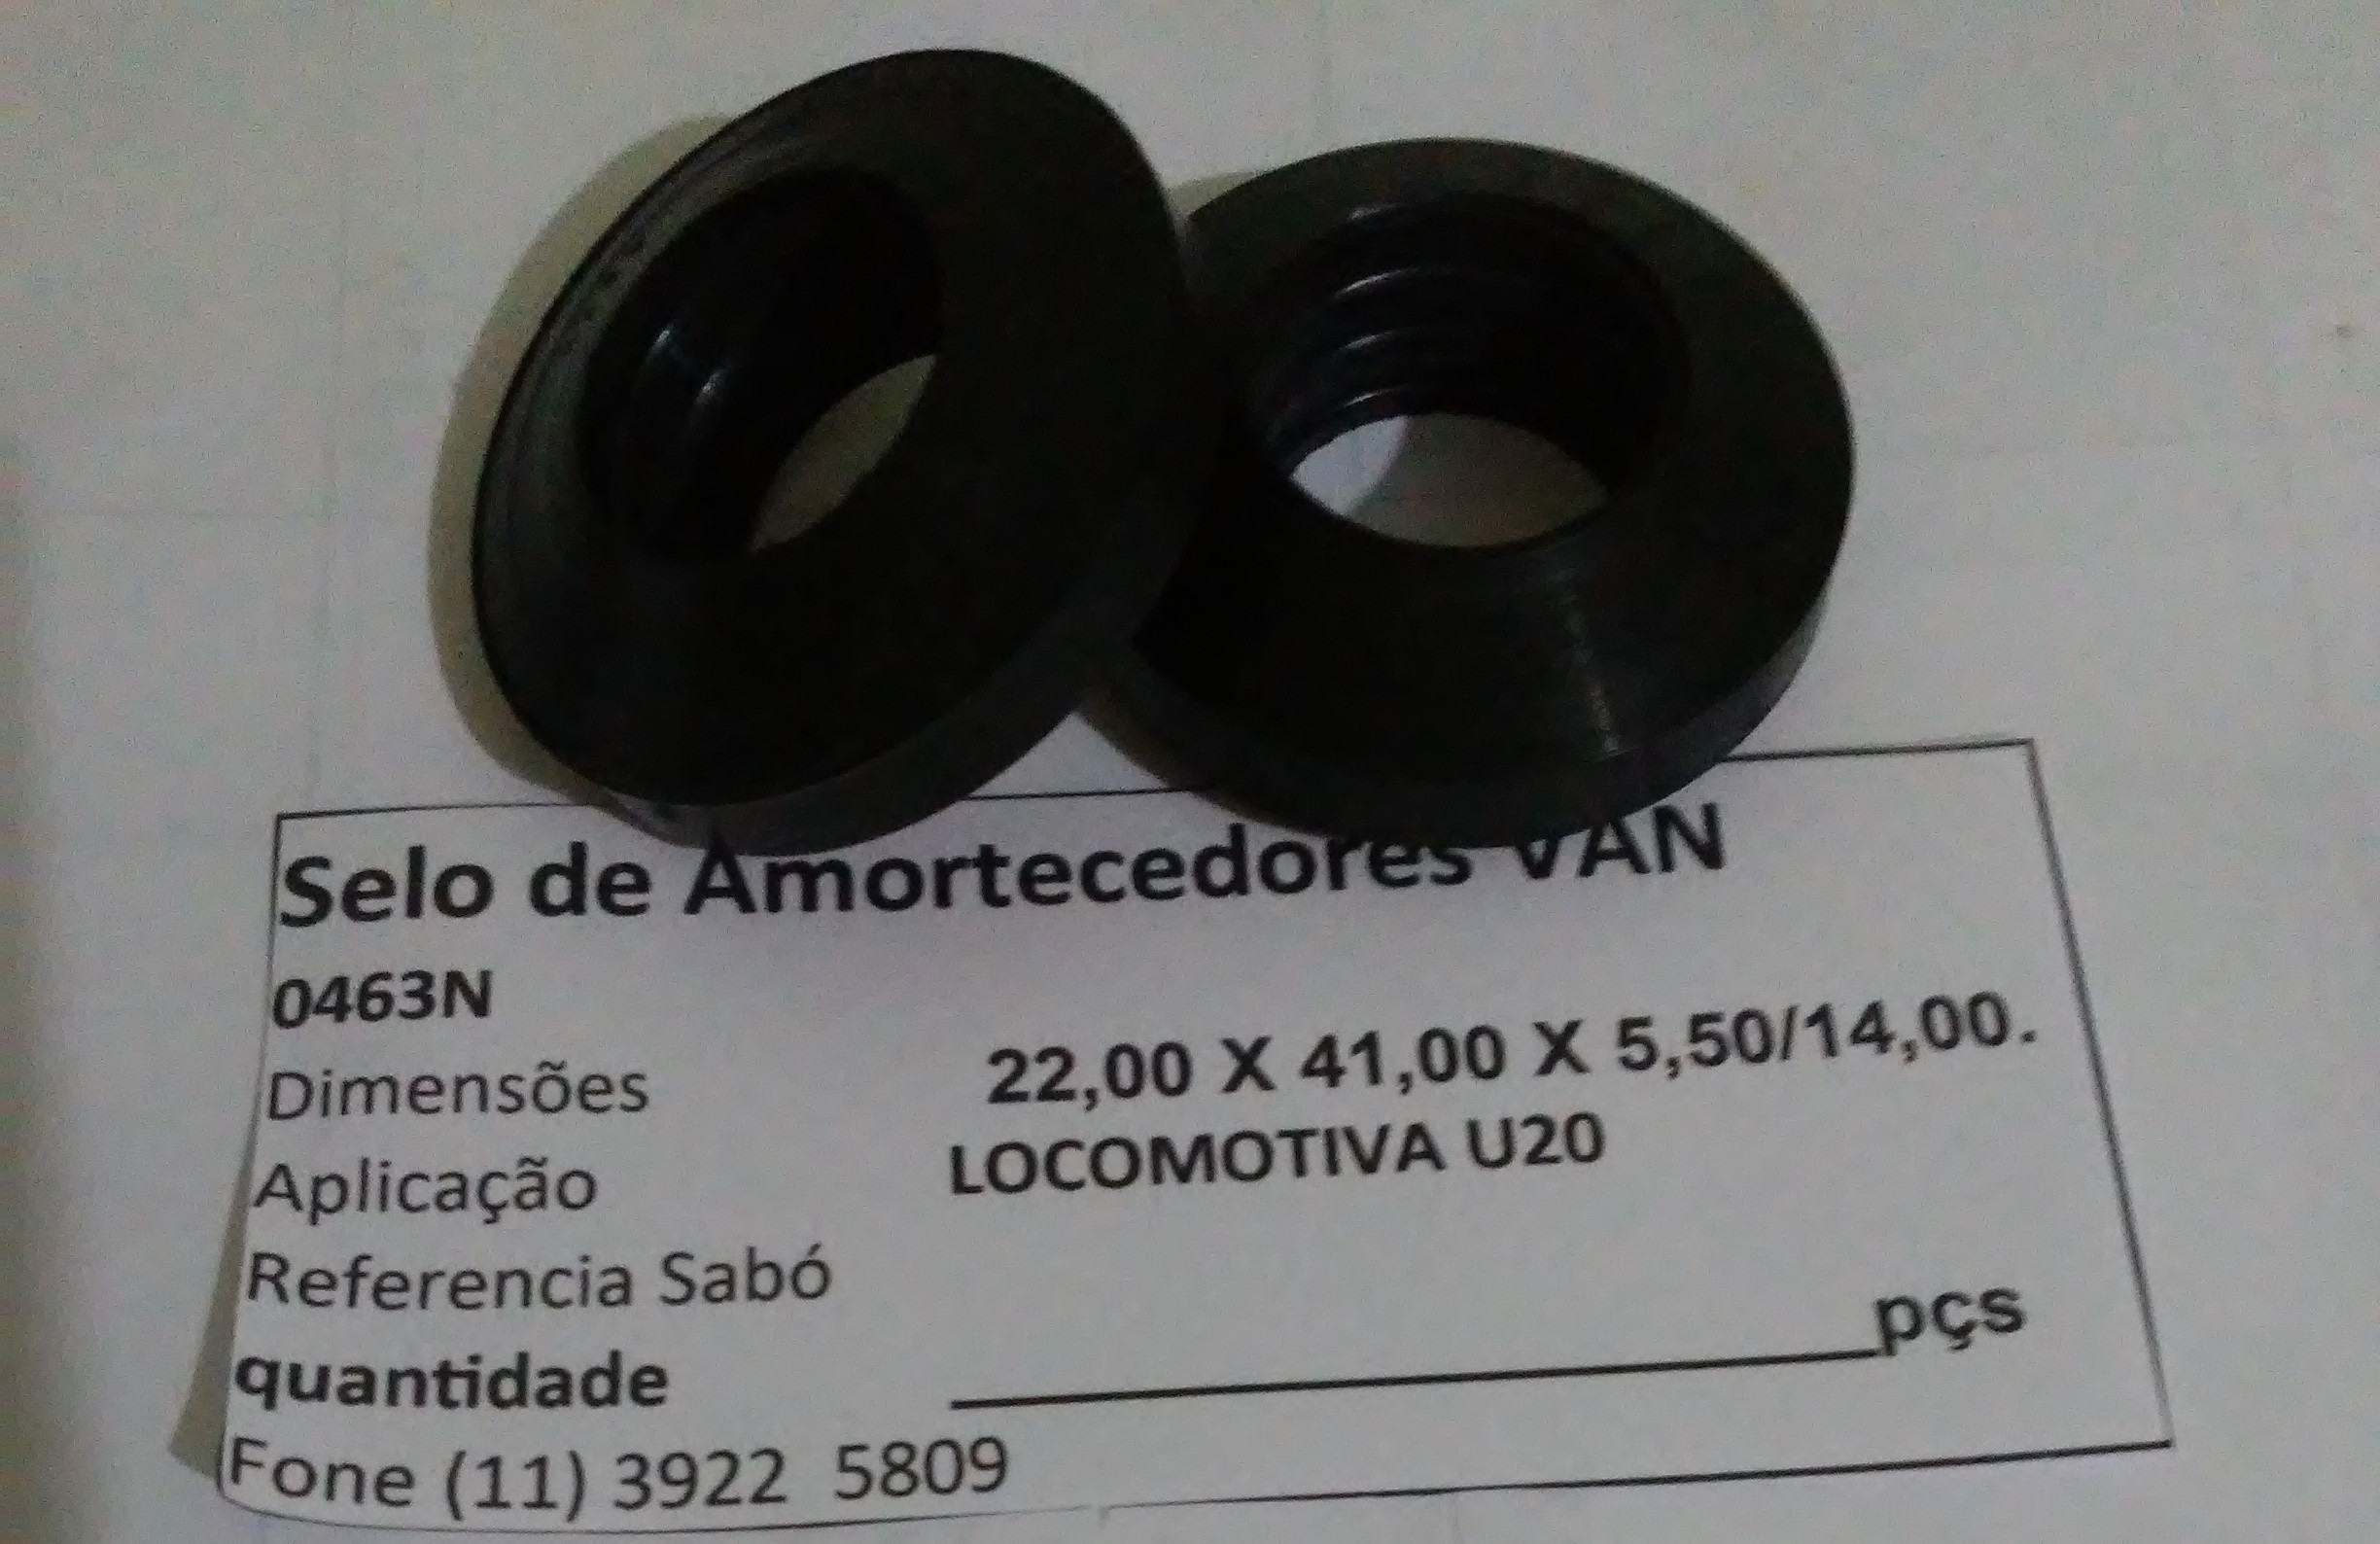 Selo de Amortecedores VAN
0463N
Dimensões 22,00 X 41,00 X 5,50/14,00.
Aplicação LOCOMOTIVA U20
Referencia Sabó
quantidade ____________________pçs
Fone (11) 3922 5809